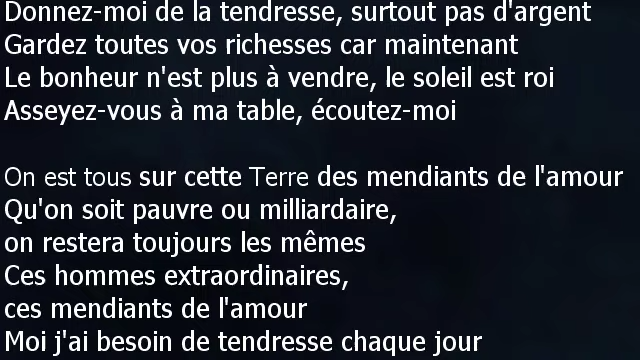 Donnez-moi de la tendresse, surtout pas d'argent
Gardez toutes vos richesses car maintenant
Le bonheur n'est plus à vendre, le soleil est roi
Asseyez-vous à ma table, écoutez-moi
On est tous sur cette Terre des mendiants de l'amour
Qu'on soit pauvre ou milliardaire,
on restera toujours les mêmes
Ces hommes extraordinaires,
ces mendiants de l'amour
Moi j'ai besoin de tendresse chaque jour